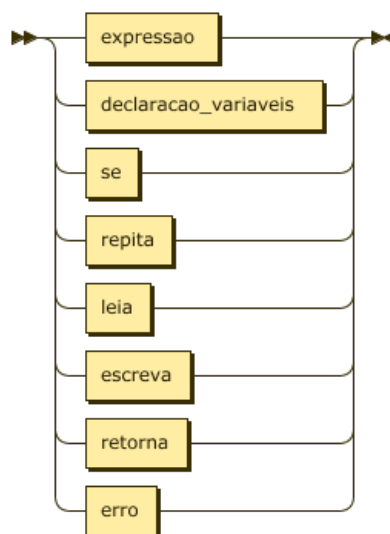 expressao
declaracao_variaveis
se
repita
leia
escreva
retorna
erro